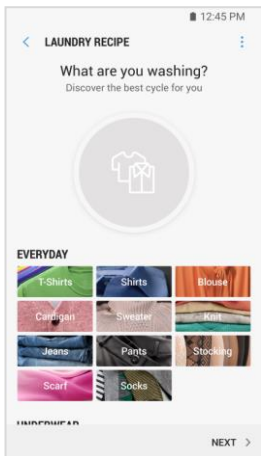 12:45 PM
LAUNDRY RECIPE
What are you washing?
Discover the best cycle for you
EVERYDAY
T-Shirts Shirts Blouse
Cardigan Sweater Knit
Jeans Pants Stocking
Scarf Socks
UNDERWEAR
NEXT